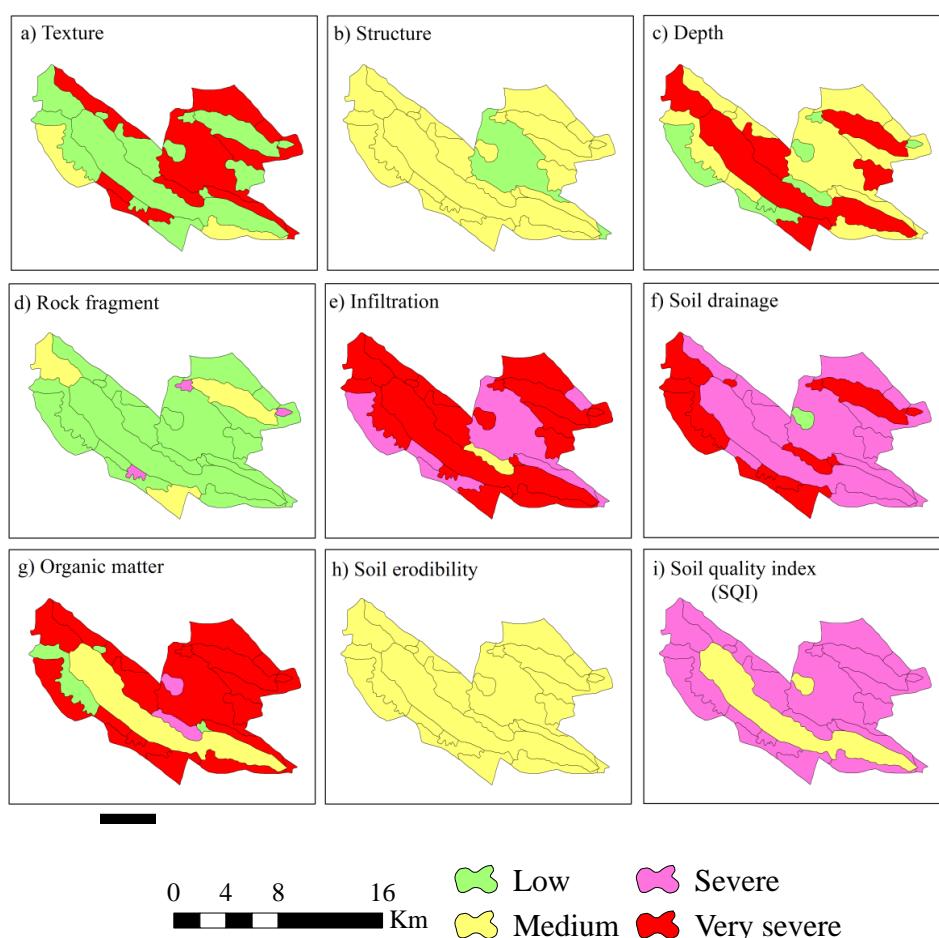 a) Texture
b) Structure
c) Depth
d) Rock fragment
e) Infiltration
f) Soil drainage
g) Organic matter
h) Soil erodibility
i) Soil quality index
(SQI)
0 4 8 16
Km
Low
Severe
Medium
Very severe